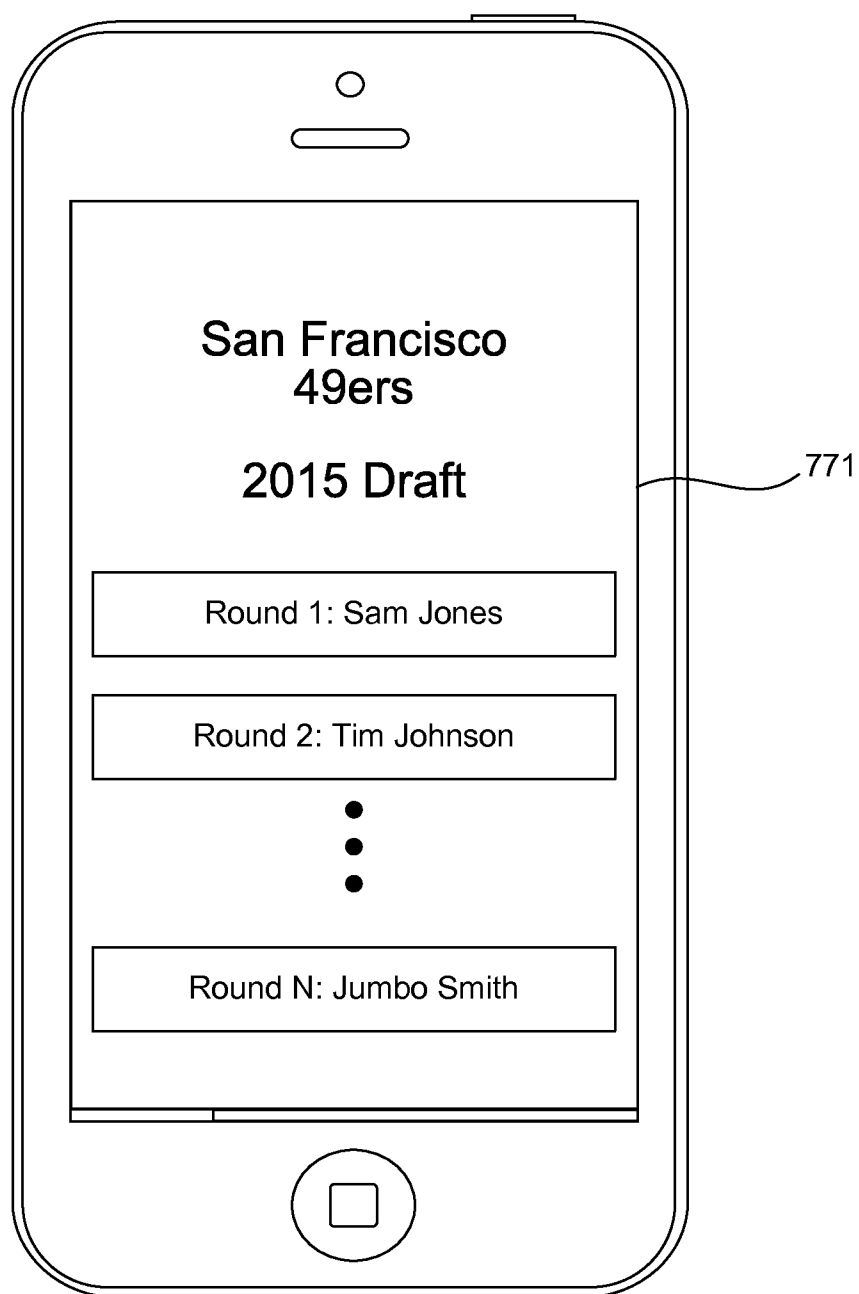 San Francisco
49ers
2015 Draft
771
Round 1: Sam Jones
Round 2: Tim Johnson
Round N: Jumbo Smith